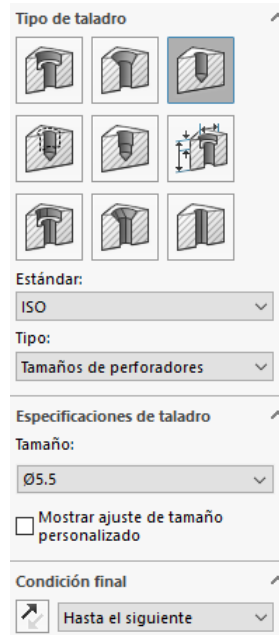 Tipo de taladro
Estándar:
ISO
Tipo:
Tamaños de perforadores
Especificaciones de taladro
Tamaño:
Ø5.5
Mostrar ajuste de tamaño
personalizado
Condición final
Hasta el siguiente